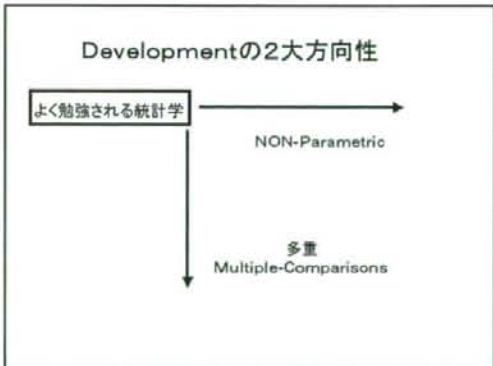 Developmentの2大方向性
よく勉強される統計学
NON-Parametric
多重
Multiple-Comparisons